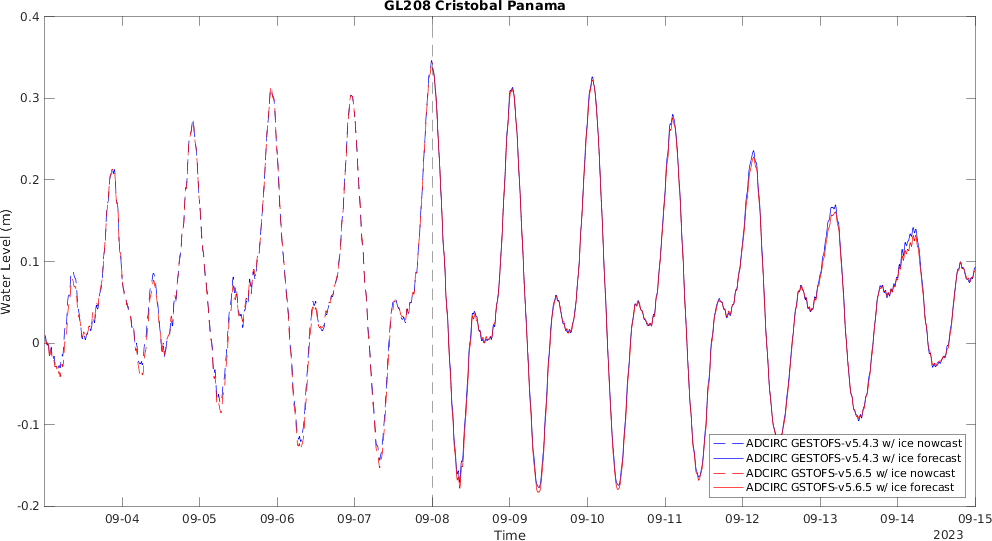 GL208 Cristobal Panama
0.4
0.3
0.2
0.1
0
-0.1
-0.2
Water Level (m)
ADCIRC GESTOFS-v5.4.3 w/ ice nowcast
ADCIRC GESTOFS-v5.4.3 w/ ice forecast
ADCIRC GSTOFS-v5.6.5 w/ ice nowcast
ADCIRC GSTOFS-v5.6.5 w/ ice forecast
09-04 09-05 09-06 09-07 09-08 09-09 09-10 09-11 09-12 09-13 09-14 09-15
Time
2023